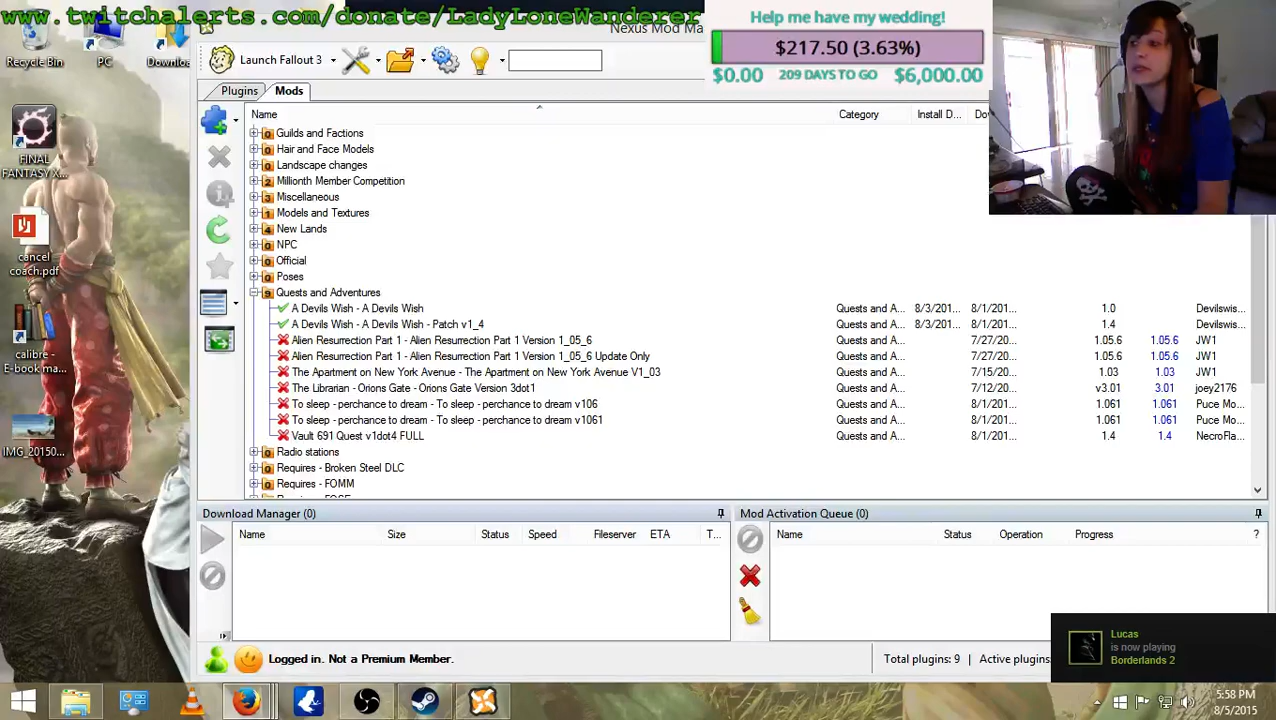 www.twitchalerts.com/donate/LadyLoneWanderer
Help me have my wedding!
$217.50 (3.63%)
$0.00 209 DAYS TO GO $6,000.00
Nexus Mod Ma
Recycle Bin
PC
Downloa
Launch Fallout 3
Plugins Mods
Name Category Install D... Do
Guilds and Factions
Hair and Face Models
Landscape changes
Millionth Member Competition
Miscellaneous
Models and Textures
New Lands
NPC
Official
Poses
Quests and Adventures
A Devils Wish - A Devils Wish Quests and A... 8/3/201... 8/1/201... 1.0 Devilswis...
A Devils Wish - A Devils Wish - Patch v1_4 Quests and A... 8/3/201... 8/1/201... 1.4 Devilswis...
Alien Resurrection Part 1 - Alien Resurrection Part 1 Version 1_05_6 Quests and A... 7/27/20... 1.05.6 1.05.6 JW1
Alien Resurrection Part 1 - Alien Resurrection Part 1 Version 1_05_6 Update Only Quests and A... 7/27/20... 1.05.6 1.05.6 JW1
The Apartment on New York Avenue - The Apartment on New York Avenue V1_03 Quests and A... 7/15/20... 1.03 1.03 JW1
The Librarian - Orions Gate - Orions Gate Version 3dot1 Quests and A... 7/12/20... v3.01 3.01 joey2176
To sleep - perchance to dream - To sleep - perchance to dream v106 Quests and A... 8/1/201... 1.061 1.061 Puce Mo...
To sleep - perchance to dream - To sleep - perchance to dream v1061 Quests and A... 8/1/201... 1.061 1.061 Puce Mo...
Vault 691 Quest v1dot4 FULL Quests and A... 8/1/201... 1.4 1.4 NecroFla...
Radio stations
Requires - Broken Steel DLC
Requires - FOMM
FINAL
FANTASY X...
cancel
coach.pdf
calibre -
E-book ma...
IMG_20150...
Download Manager (0)
Name Size Status Speed Fileserver ETA T...
Mod Activation Queue (0)
Name Status Operation Progress ?
Logged in. Not a Premium Member.
Total plugins: 9 Active plugins
Lucas
is now playing
Borderlands 2
5:58 PM
8/5/2015